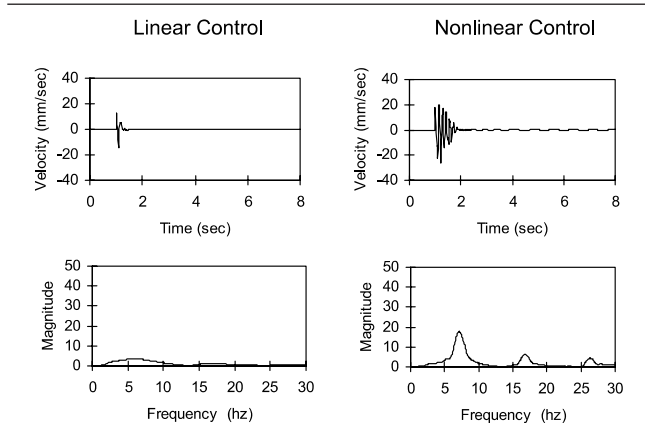 Linear Control
Nonlinear Control
Velocity (mm/sec)
40
20
0
-20
-40
0 2 4 6 8
Time (sec)
Velocity (mm/sec)
40
20
0
-20
-40
0 2 4 6 8
Time (sec)
Magnitude
50
40
30
20
10
0
0 5 10 15 20 25 30
Frequency (hz)
Magnitude
50
40
30
20
10
0
0 5 10 15 20 25 30
Frequency (hz)